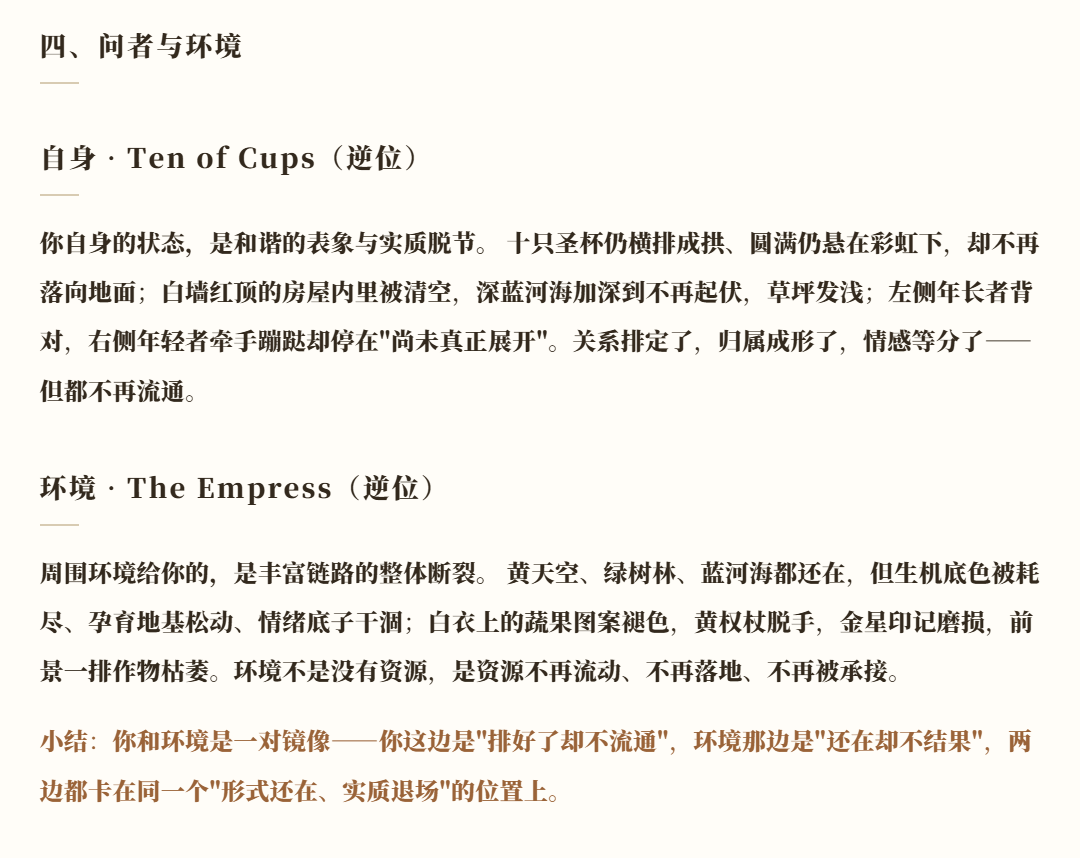 四、问者与环境
自身 · Ten of Cups（逆位）
你自身的状态，是和谐的表象与实质脱节。 十只圣杯仍横排成拱、圆满仍悬在彩虹下，却不再
落向地面；白墙红顶的房屋内里被清空，深蓝河海加深到不再起伏，草坪发浅；左侧年长者背
对，右侧年轻者牵手蹦跶却停在"尚未真正展开"。关系排定了，归属成形了，情感等分了——
但都不再流通。
环境 · The Empress（逆位）
周围环境给你的，是丰富链路的整体断裂。 黄天空、绿树林、蓝河海都还在，但生机底色被耗
尽、孕育地基松动、情绪底子干涸；白衣上的蔬果图案褪色，黄权杖脱手，金星印记磨损，前
景一排作物枯萎。环境不是没有资源，是资源不再流动、不再落地、不再被承接。
小结：你和环境是一对镜像——你这边是"排好了却不流通"，环境那边是"还在却不结果"，两
边都卡在同一个"形式还在、实质退场"的位置上。